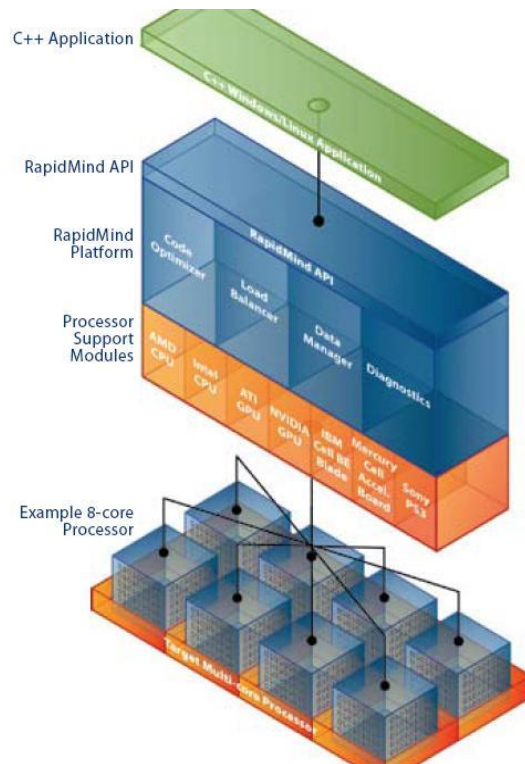 C++ Application
C++ Windows/Linux Application
RapidMind API
RapidMind API
RapidMind
Platform
Code
Optimizer
Load
Balancer
Data
Manager
Diagnostics
Processor
Support
Modules
AMD
CPU
Intel
CPU
ATI
GPU
NVIDIA
GPU
IBM
Cell BE
Blade
Mercury
Cell
Accel.
Board
Sony
PS3
Example 8-core
Processor
Target Multi-core Processor